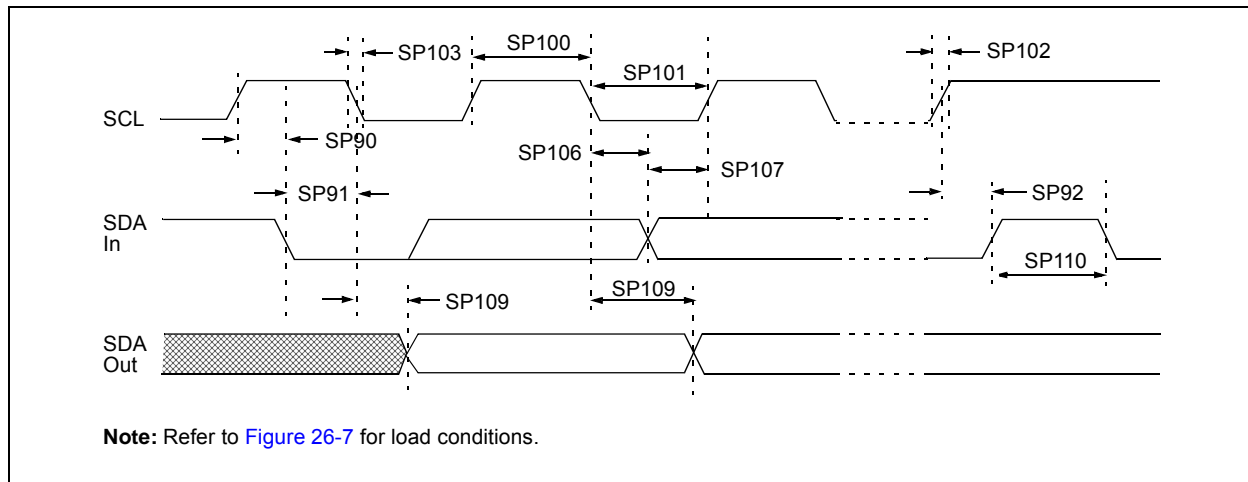 SP103
SP100
SP101
SP102
SCL
SP90
SP106
SP107
SP91
SP92
SDA
In
SP110
SP109
SP109
SDA
Out
Note: Refer to Figure 26-7 for load conditions.